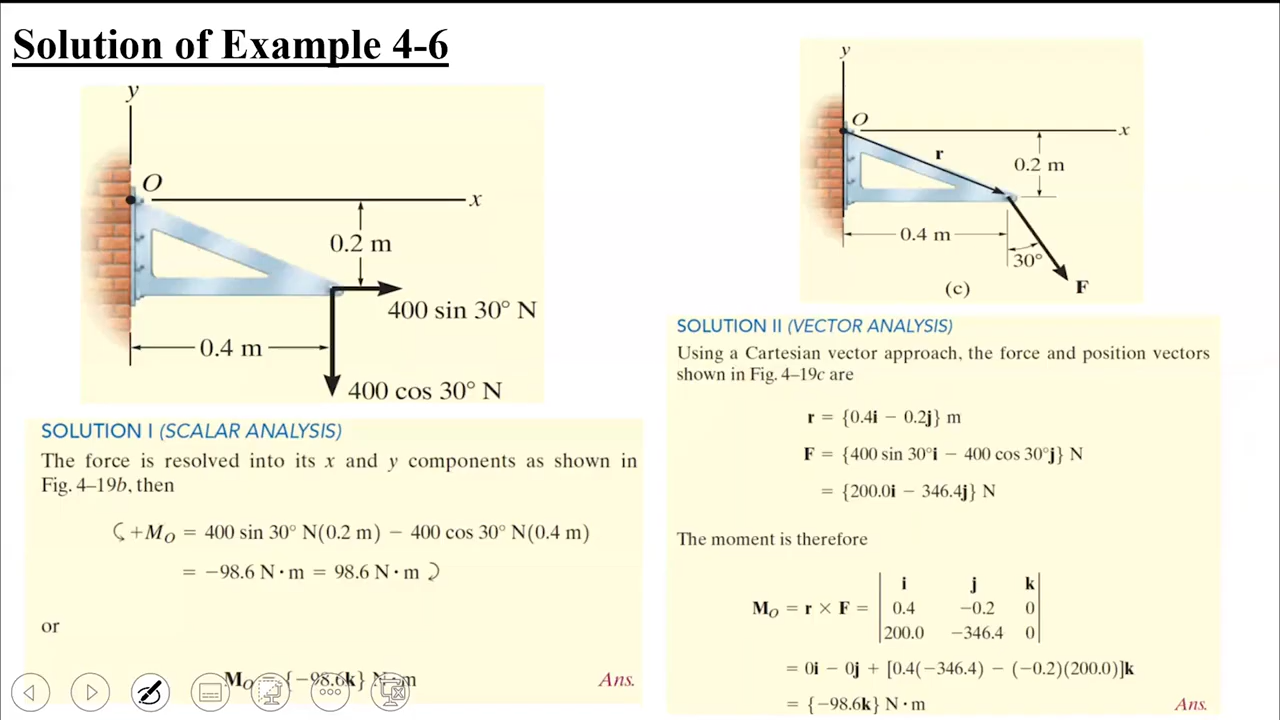 Solution of Example 4-6
y
O
x
0.2 m
400 sin 30° N
0.4 m
400 cos 30° N
SOLUTION I (SCALAR ANALYSIS)
The force is resolved into its x and y components as shown in
Fig. 4–19b, then
↺ +M_O = 400 sin 30° N(0.2 m) − 400 cos 30° N(0.4 m)
= −98.6 N · m = 98.6 N · m ↻
or
M_O = {−98.6k} N · m Ans.
y
O
x
r
0.2 m
0.4 m
30°
F
(c)
SOLUTION II (VECTOR ANALYSIS)
Using a Cartesian vector approach, the force and position vectors
shown in Fig. 4–19c are
r = {0.4i − 0.2j} m
F = {400 sin 30°i − 400 cos 30°j} N
= {200.0i − 346.4j} N
The moment is therefore
i j k
M_O = r × F = 0.4 −0.2 0
200.0 −346.4 0
= 0i − 0j + [0.4(−346.4) − (−0.2)(200.0)]k
= {−98.6k} N · m Ans.